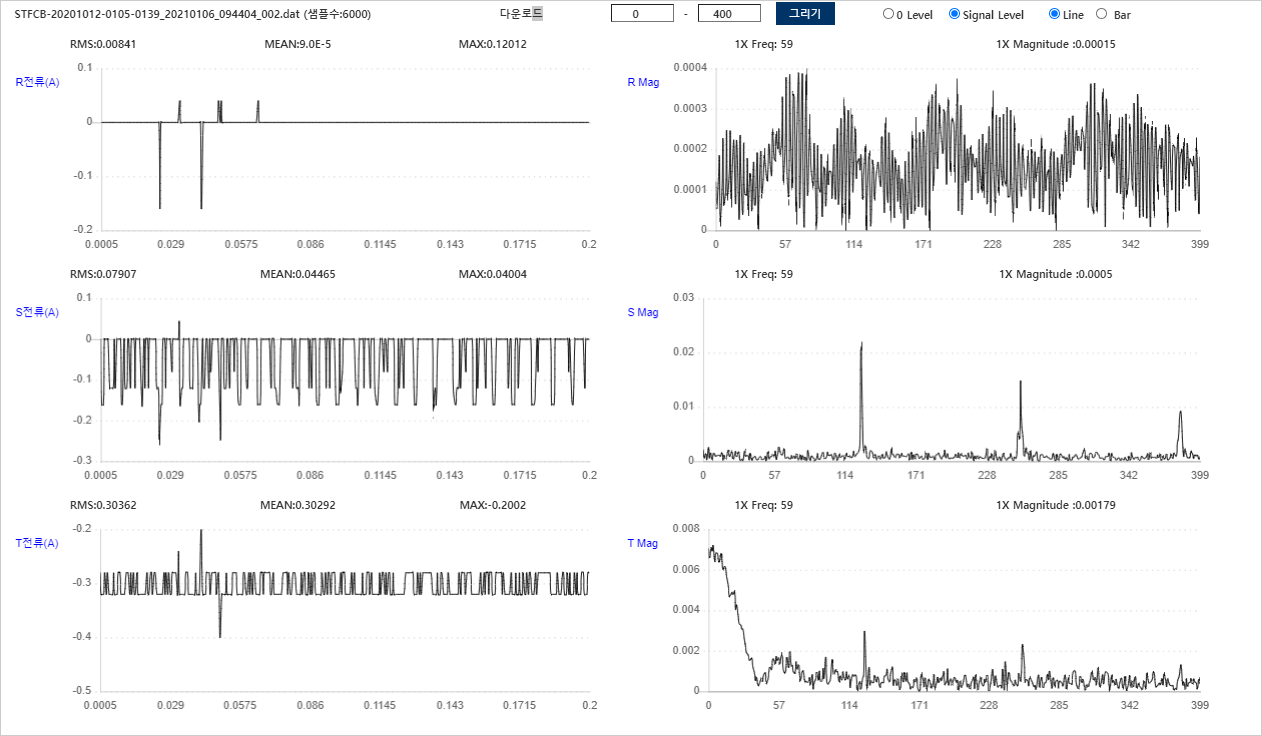 STFCB-20201012-0105-0139_20210106_094404_002.dat (샘플수:6000) 다운로드 0 - 400 그리기 0 Level Signal Level Line Bar
RMS:0.00841 MEAN:9.0E-5 MAX:0.12012
R전류(A)
0.1
0
-0.1
-0.2
0.0005 0.029 0.0575 0.086 0.1145 0.143 0.1715 0.2
1X Freq: 59 1X Magnitude :0.00015
R Mag
0.0004
0.0003
0.0002
0.0001
0
0 57 114 171 228 285 342 399
RMS:0.07907 MEAN:0.04465 MAX:0.04004
S전류(A)
0.1
0
-0.1
-0.2
-0.3
0.0005 0.029 0.0575 0.086 0.1145 0.143 0.1715 0.2
1X Freq: 59 1X Magnitude :0.0005
S Mag
0.03
0.02
0.01
0
0 57 114 171 228 285 342 399
RMS:0.30362 MEAN:0.30292 MAX:-0.2002
T전류(A)
-0.2
-0.3
-0.4
-0.5
0.0005 0.029 0.0575 0.086 0.1145 0.143 0.1715 0.2
1X Freq: 59 1X Magnitude :0.00179
T Mag
0.008
0.006
0.004
0.002
0
0 57 114 171 228 285 342 399